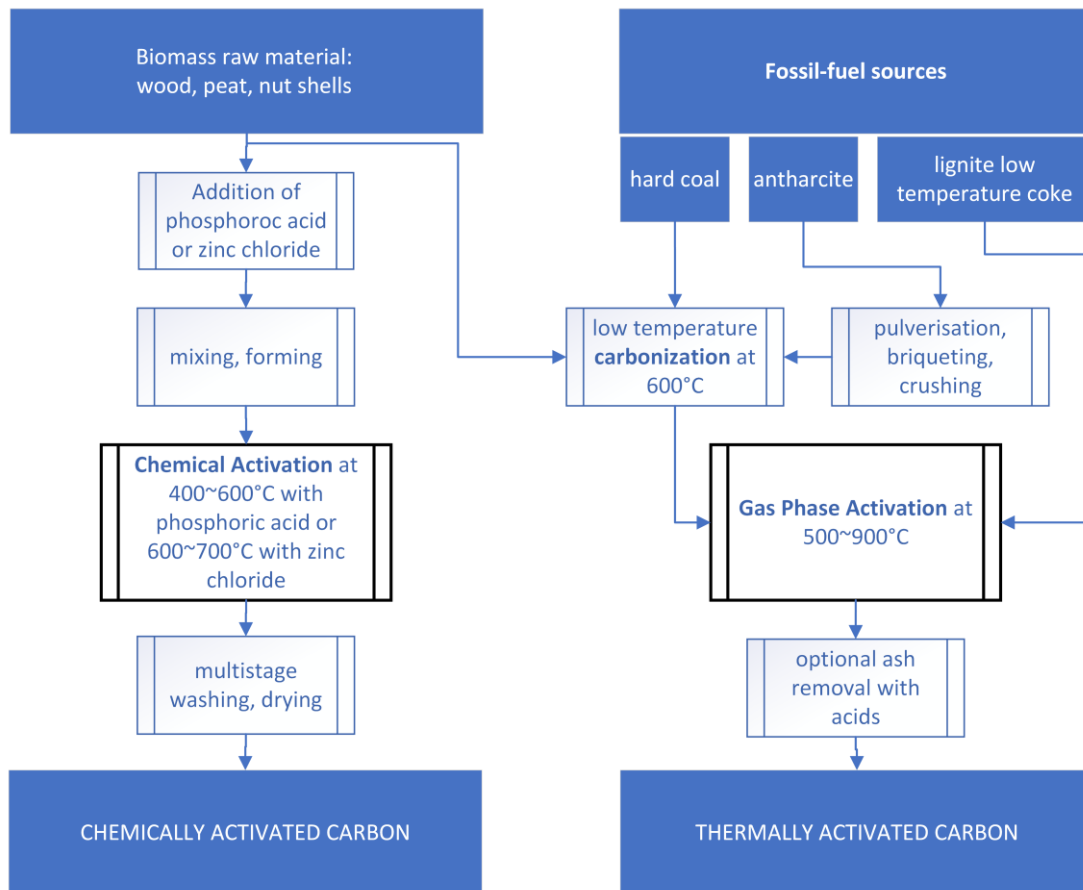 Biomass raw material:
wood, peat, nut shells
Fossil-fuel sources
hard coal
antharcite
lignite low
temperature coke
Addition of
phosphoroc acid
or zinc chloride
mixing, forming
low temperature
carbonization at
600°C
pulverisation,
briqueting,
crushing
Chemical Activation at
400~600°C with
phosphoric acid or
600~700°C with zinc
chloride
Gas Phase Activation at
500~900°C
multistage
washing, drying
optional ash
removal with
acids
CHEMICALLY ACTIVATED CARBON
THERMALLY ACTIVATED CARBON